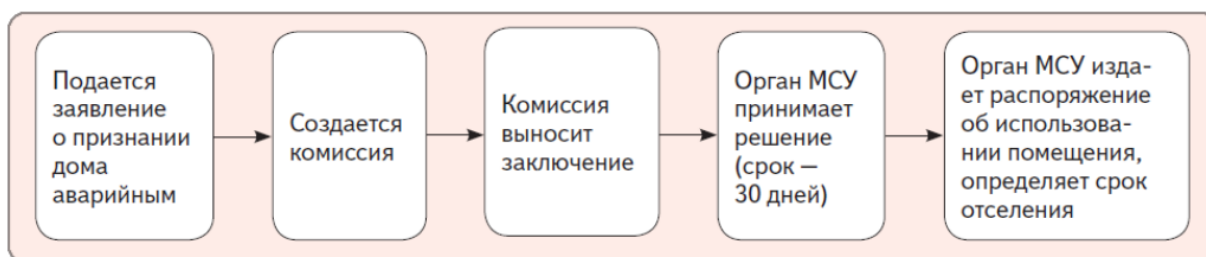 Подается
заявление
о признании
дома
аварийным
Создается
комиссия
Комиссия
выносит
заключение
Орган МСУ
принимает
решение
(срок —
30 дней)
Орган МСУ изда-
ет распоряжение
об использова-
нии помещения,
определяет срок
отселения